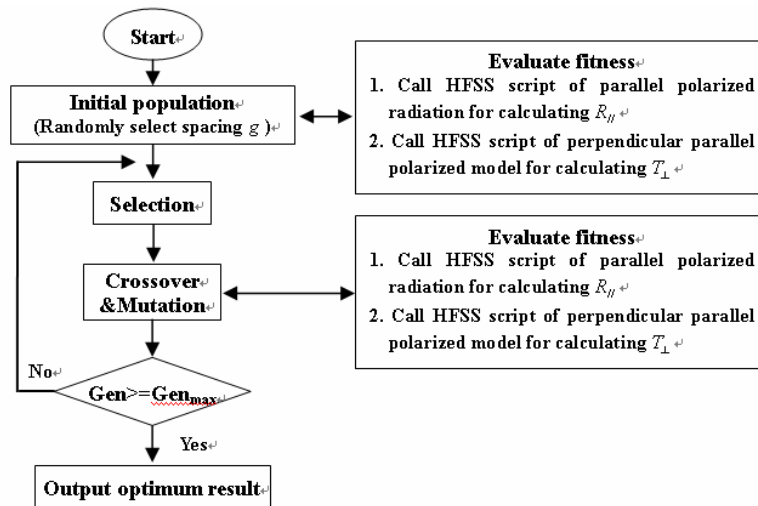 Start
Initial population
(Randomly select spacing g )
Evaluate fitness
1. Call HFSS script of parallel polarized
radiation for calculating R//
2. Call HFSS script of perpendicular parallel
polarized model for calculating T⊥
Selection
Crossover
&Mutation
Evaluate fitness
1. Call HFSS script of parallel polarized
radiation for calculating R//
2. Call HFSS script of perpendicular parallel
polarized model for calculating T⊥
No
Gen>=Genmax
Yes
Output optimum result